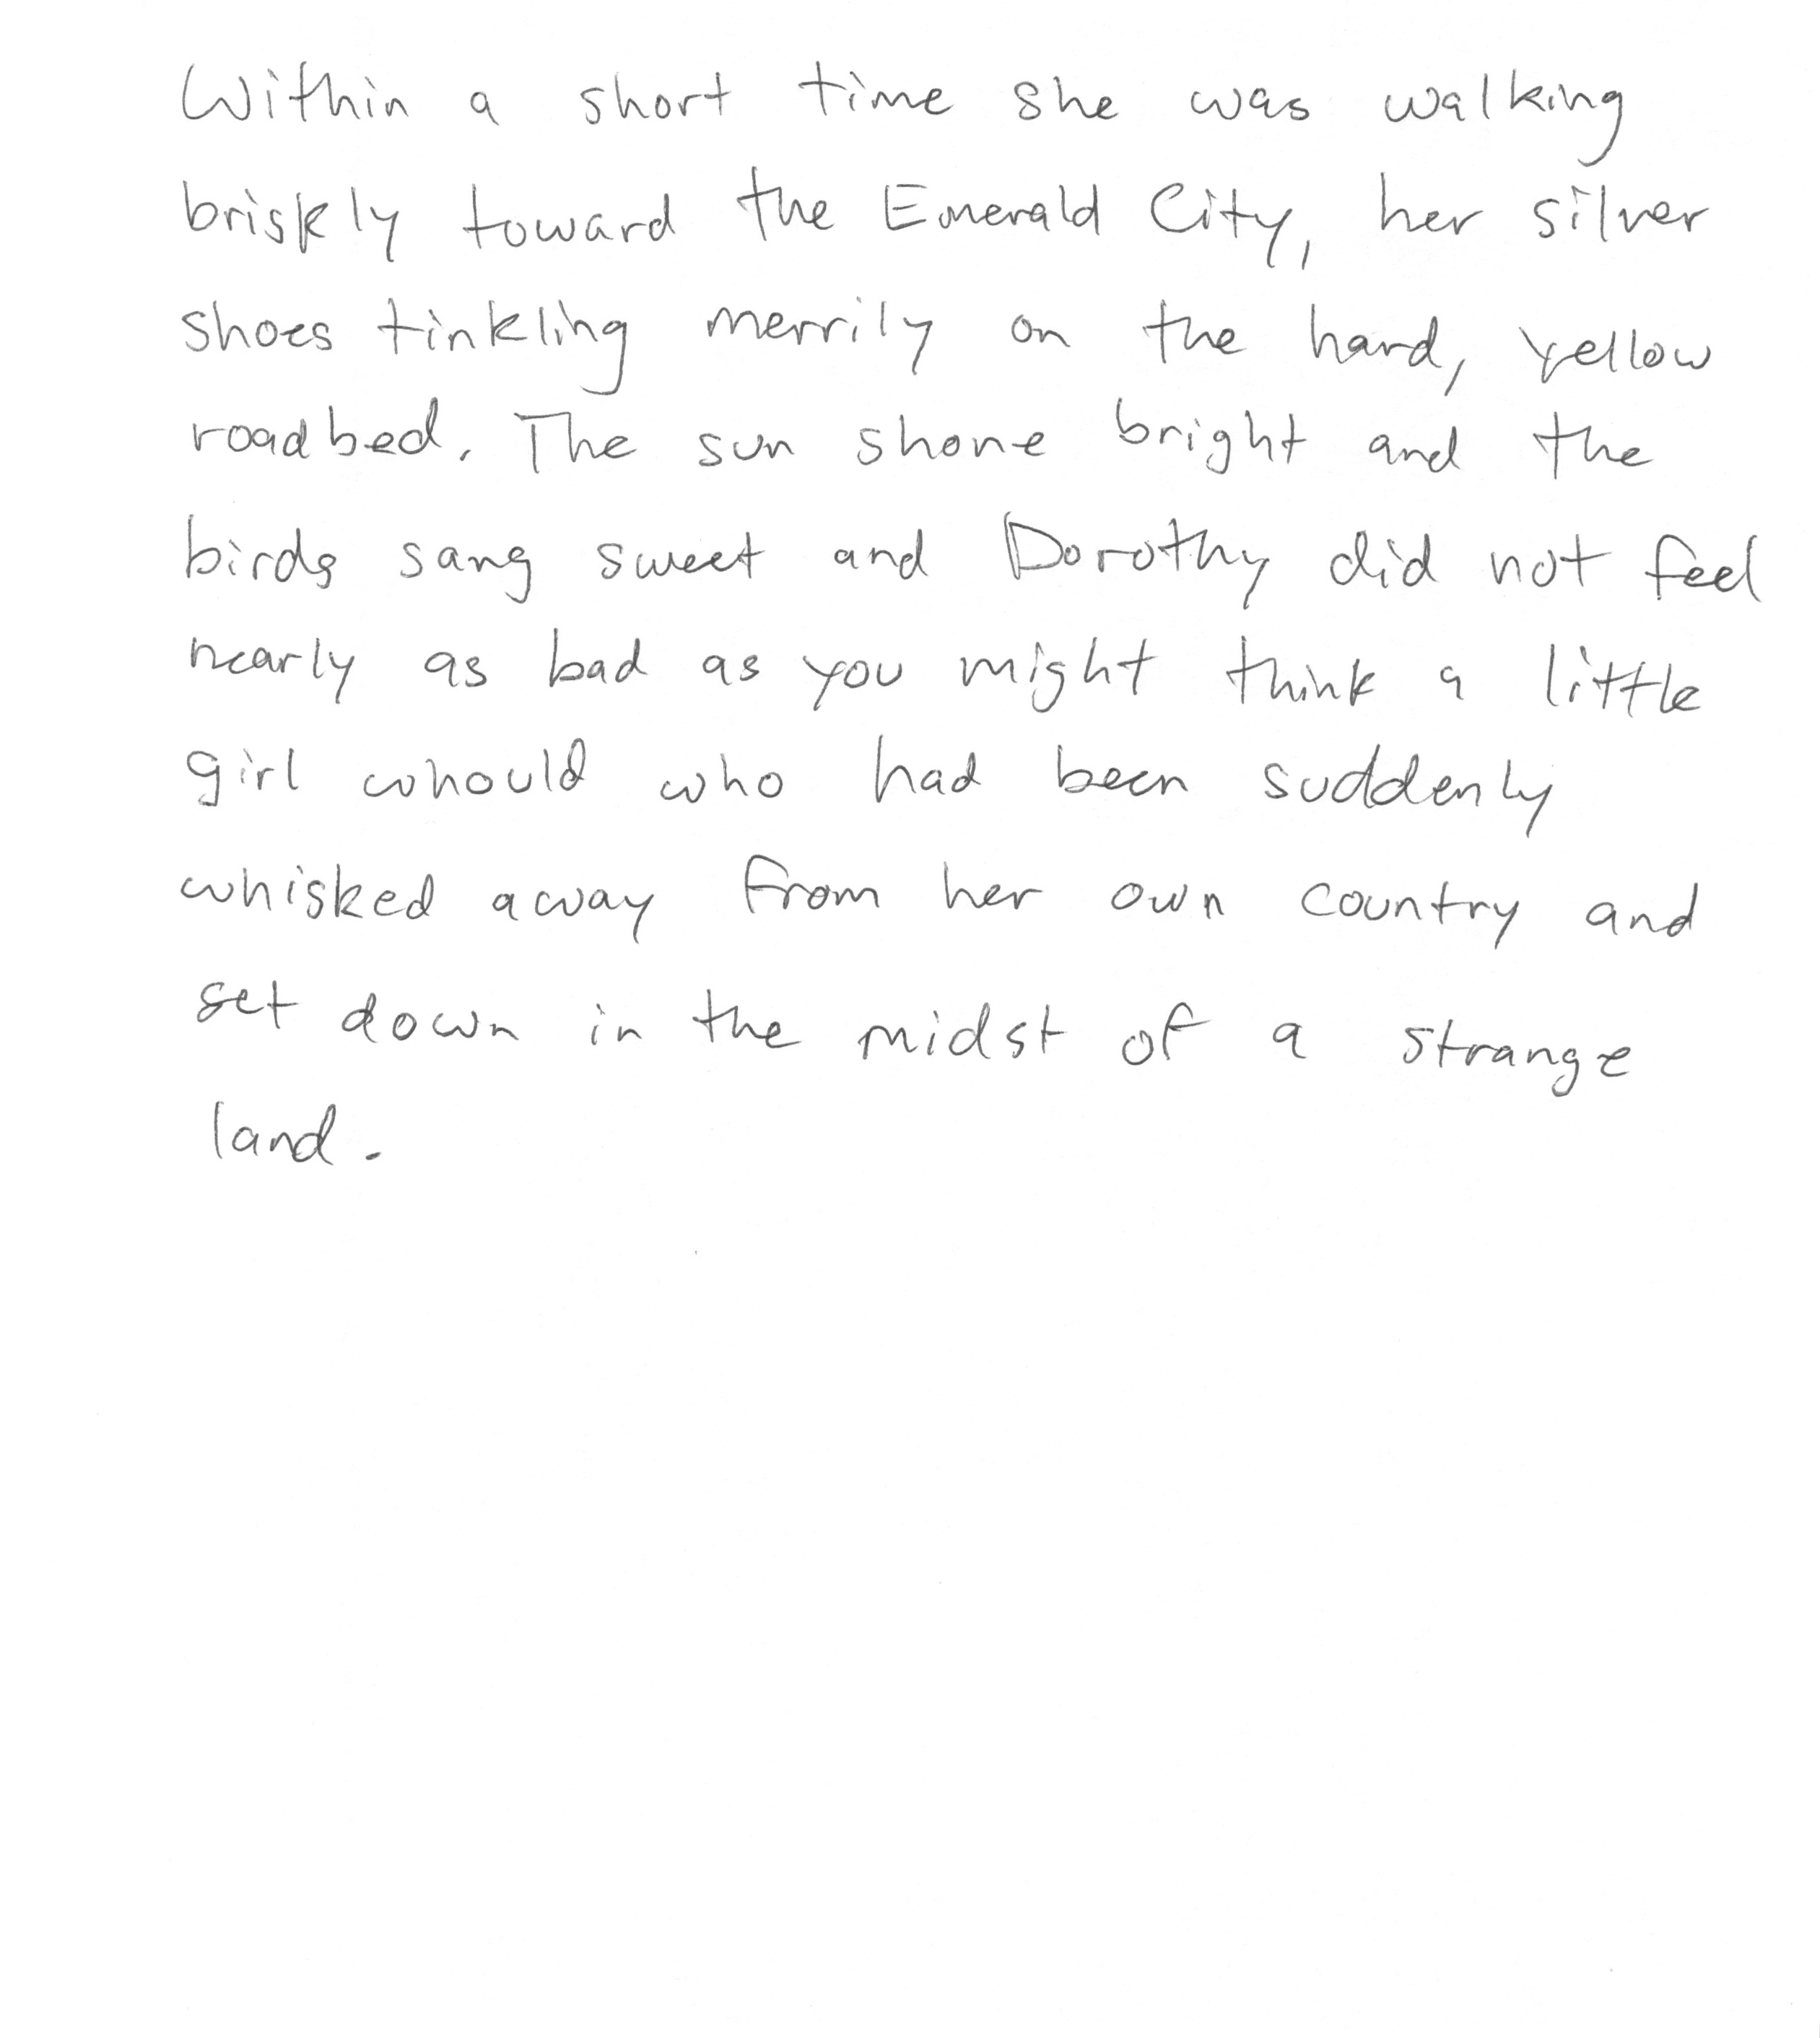 Within a short time she was walking
briskly toward the Emerald City, her silver
shoes tinkling merrily on the hard, yellow
roadbed. The sun shone bright and the
birds sang sweet and Dorothy did not feel
nearly as bad as you might think a little
girl whould who had been suddenly
whisked away from her own country and
set down in the midst of a strange
land.